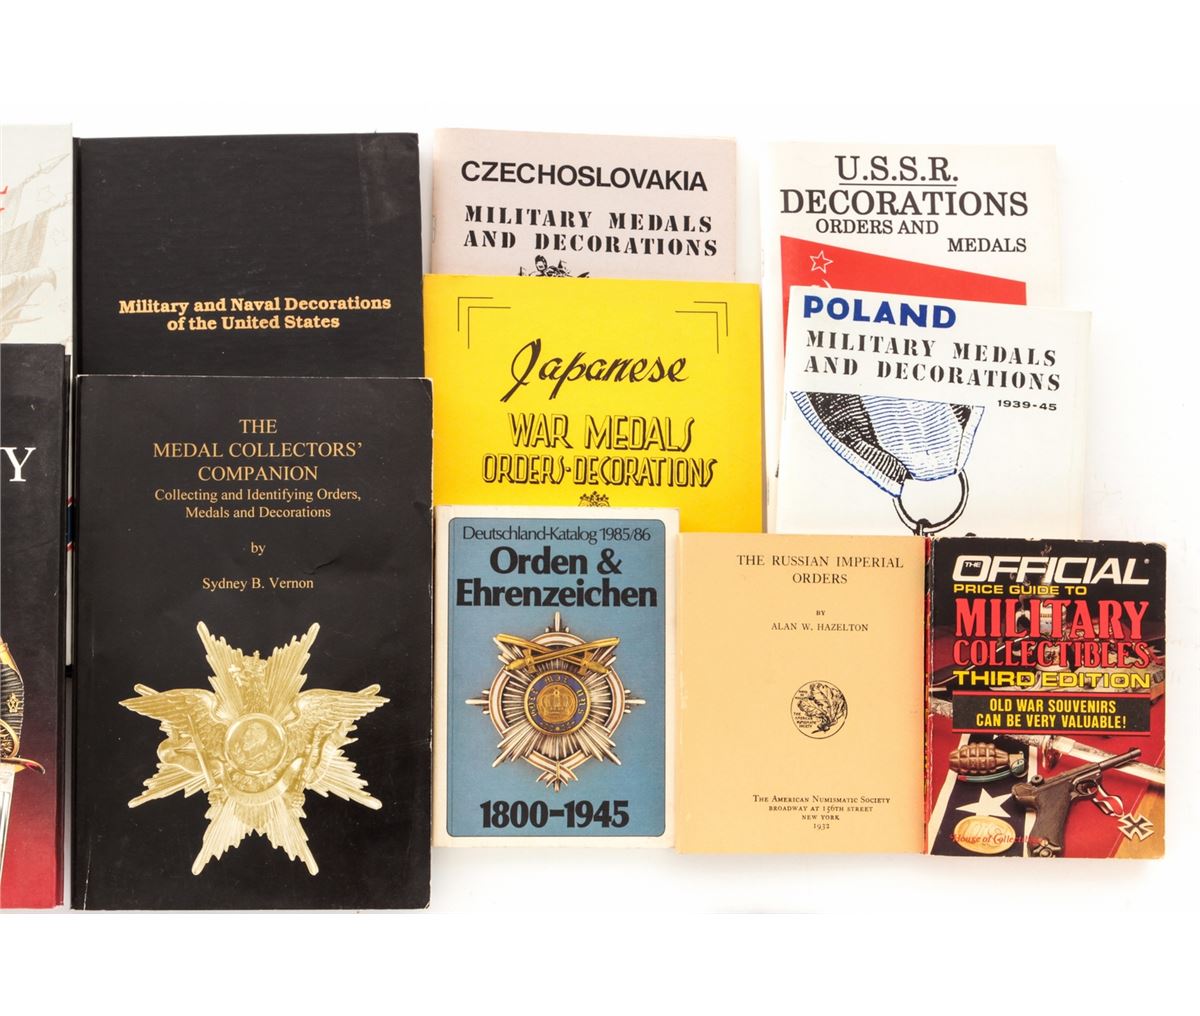 Y
Military and Naval Decorations
of the United States
THE
MEDAL COLLECTORS'
COMPANION
Collecting and Identifying Orders,
Medals and Decorations
by
Sydney B. Vernon
CZECHOSLOVAKIA
MILITARY MEDALS
AND DECORATIONS
Japanese
WAR MEDALS
ORDERS-DECORATIONS
Deutschland-Katalog 1985/86
Orden &
Ehrenzeichen
1800-1945
U.S.S.R.
DECORATIONS
ORDERS AND
MEDALS
POLAND
MILITARY MEDALS
AND DECORATIONS
1939-45
THE RUSSIAN IMPERIAL
ORDERS
BY
ALAN W. HAZELTON
THE AMERICAN NUMISMATIC SOCIETY
BROADWAY AT 156TH STREET
NEW YORK
1932
THE OFFICIAL
PRICE GUIDE TO
MILITARY
COLLECTIBLES
THIRD EDITION
OLD WAR SOUVENIRS
CAN BE VERY VALUABLE!
House of Collectibles